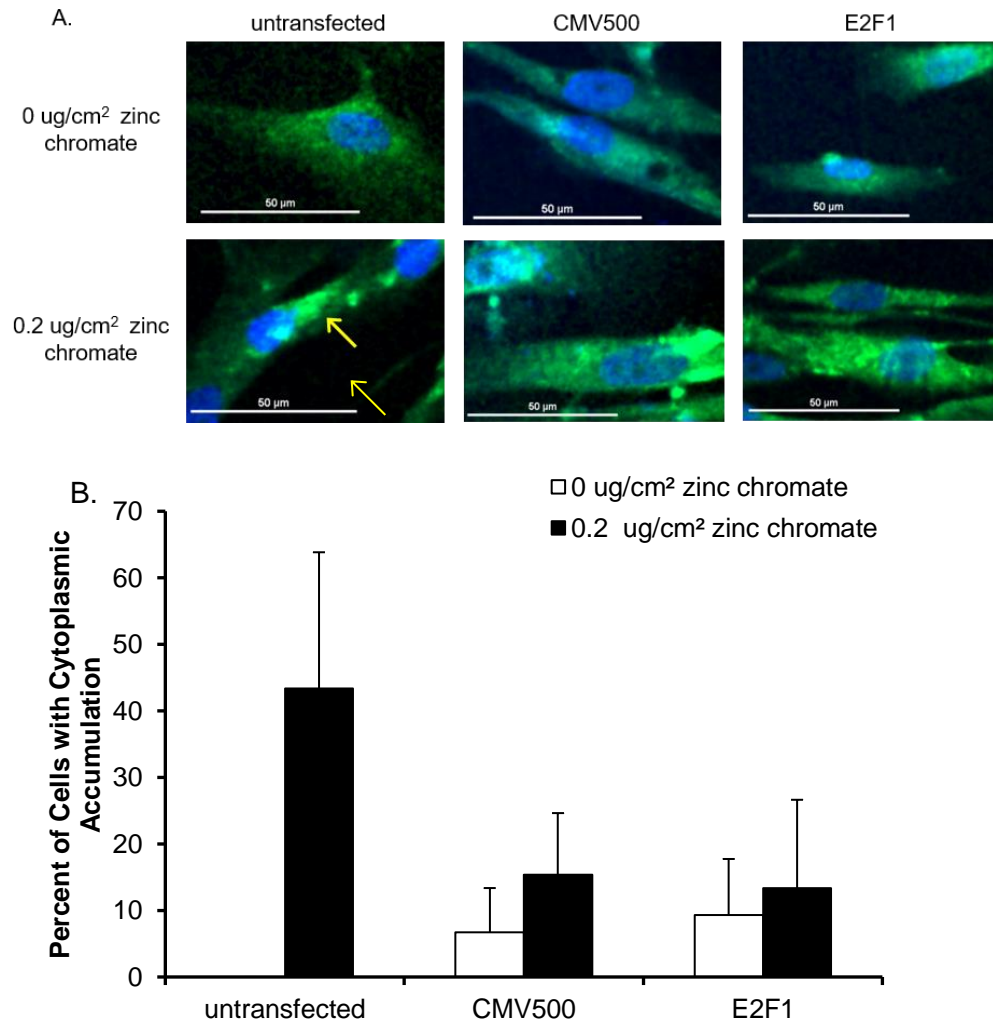 A.
untransfected
CMV500
E2F1
0 ug/cm² zinc
chromate
50 µm
50 µm
50 µm
0.2 ug/cm² zinc
chromate
50 µm
50 µm
50 µm
B.
0 ug/cm² zinc chromate
0.2 ug/cm² zinc chromate
Percent of Cells with Cytoplasmic
Accumulation
70
60
50
40
30
20
10
0
untransfected
CMV500
E2F1